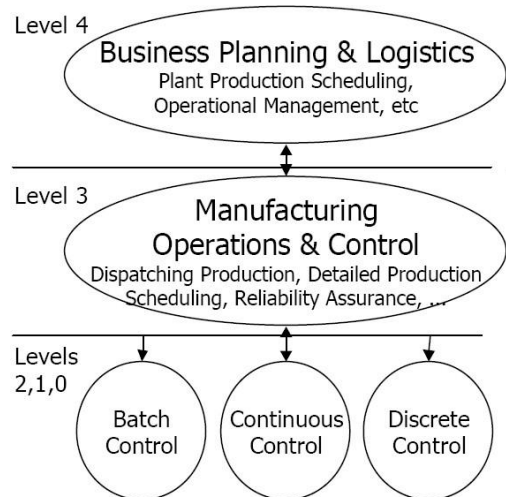 Level 4
Business Planning & Logistics
Plant Production Scheduling,
Operational Management, etc
Level 3
Manufacturing
Operations & Control
Dispatching Production, Detailed Production
Scheduling, Reliability Assurance, ...
Levels
2,1,0
Batch
Control
Continuous
Control
Discrete
Control